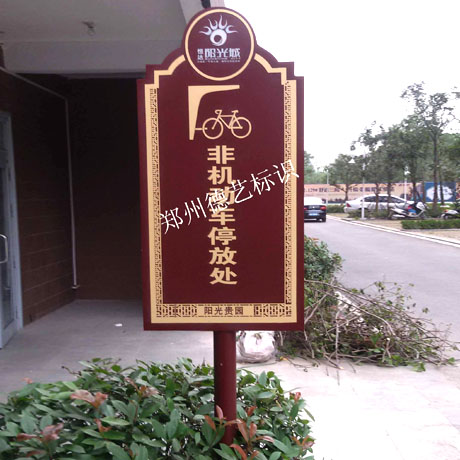 阳光城
非机动车停放处
郑州德艺标识
阳光贵园